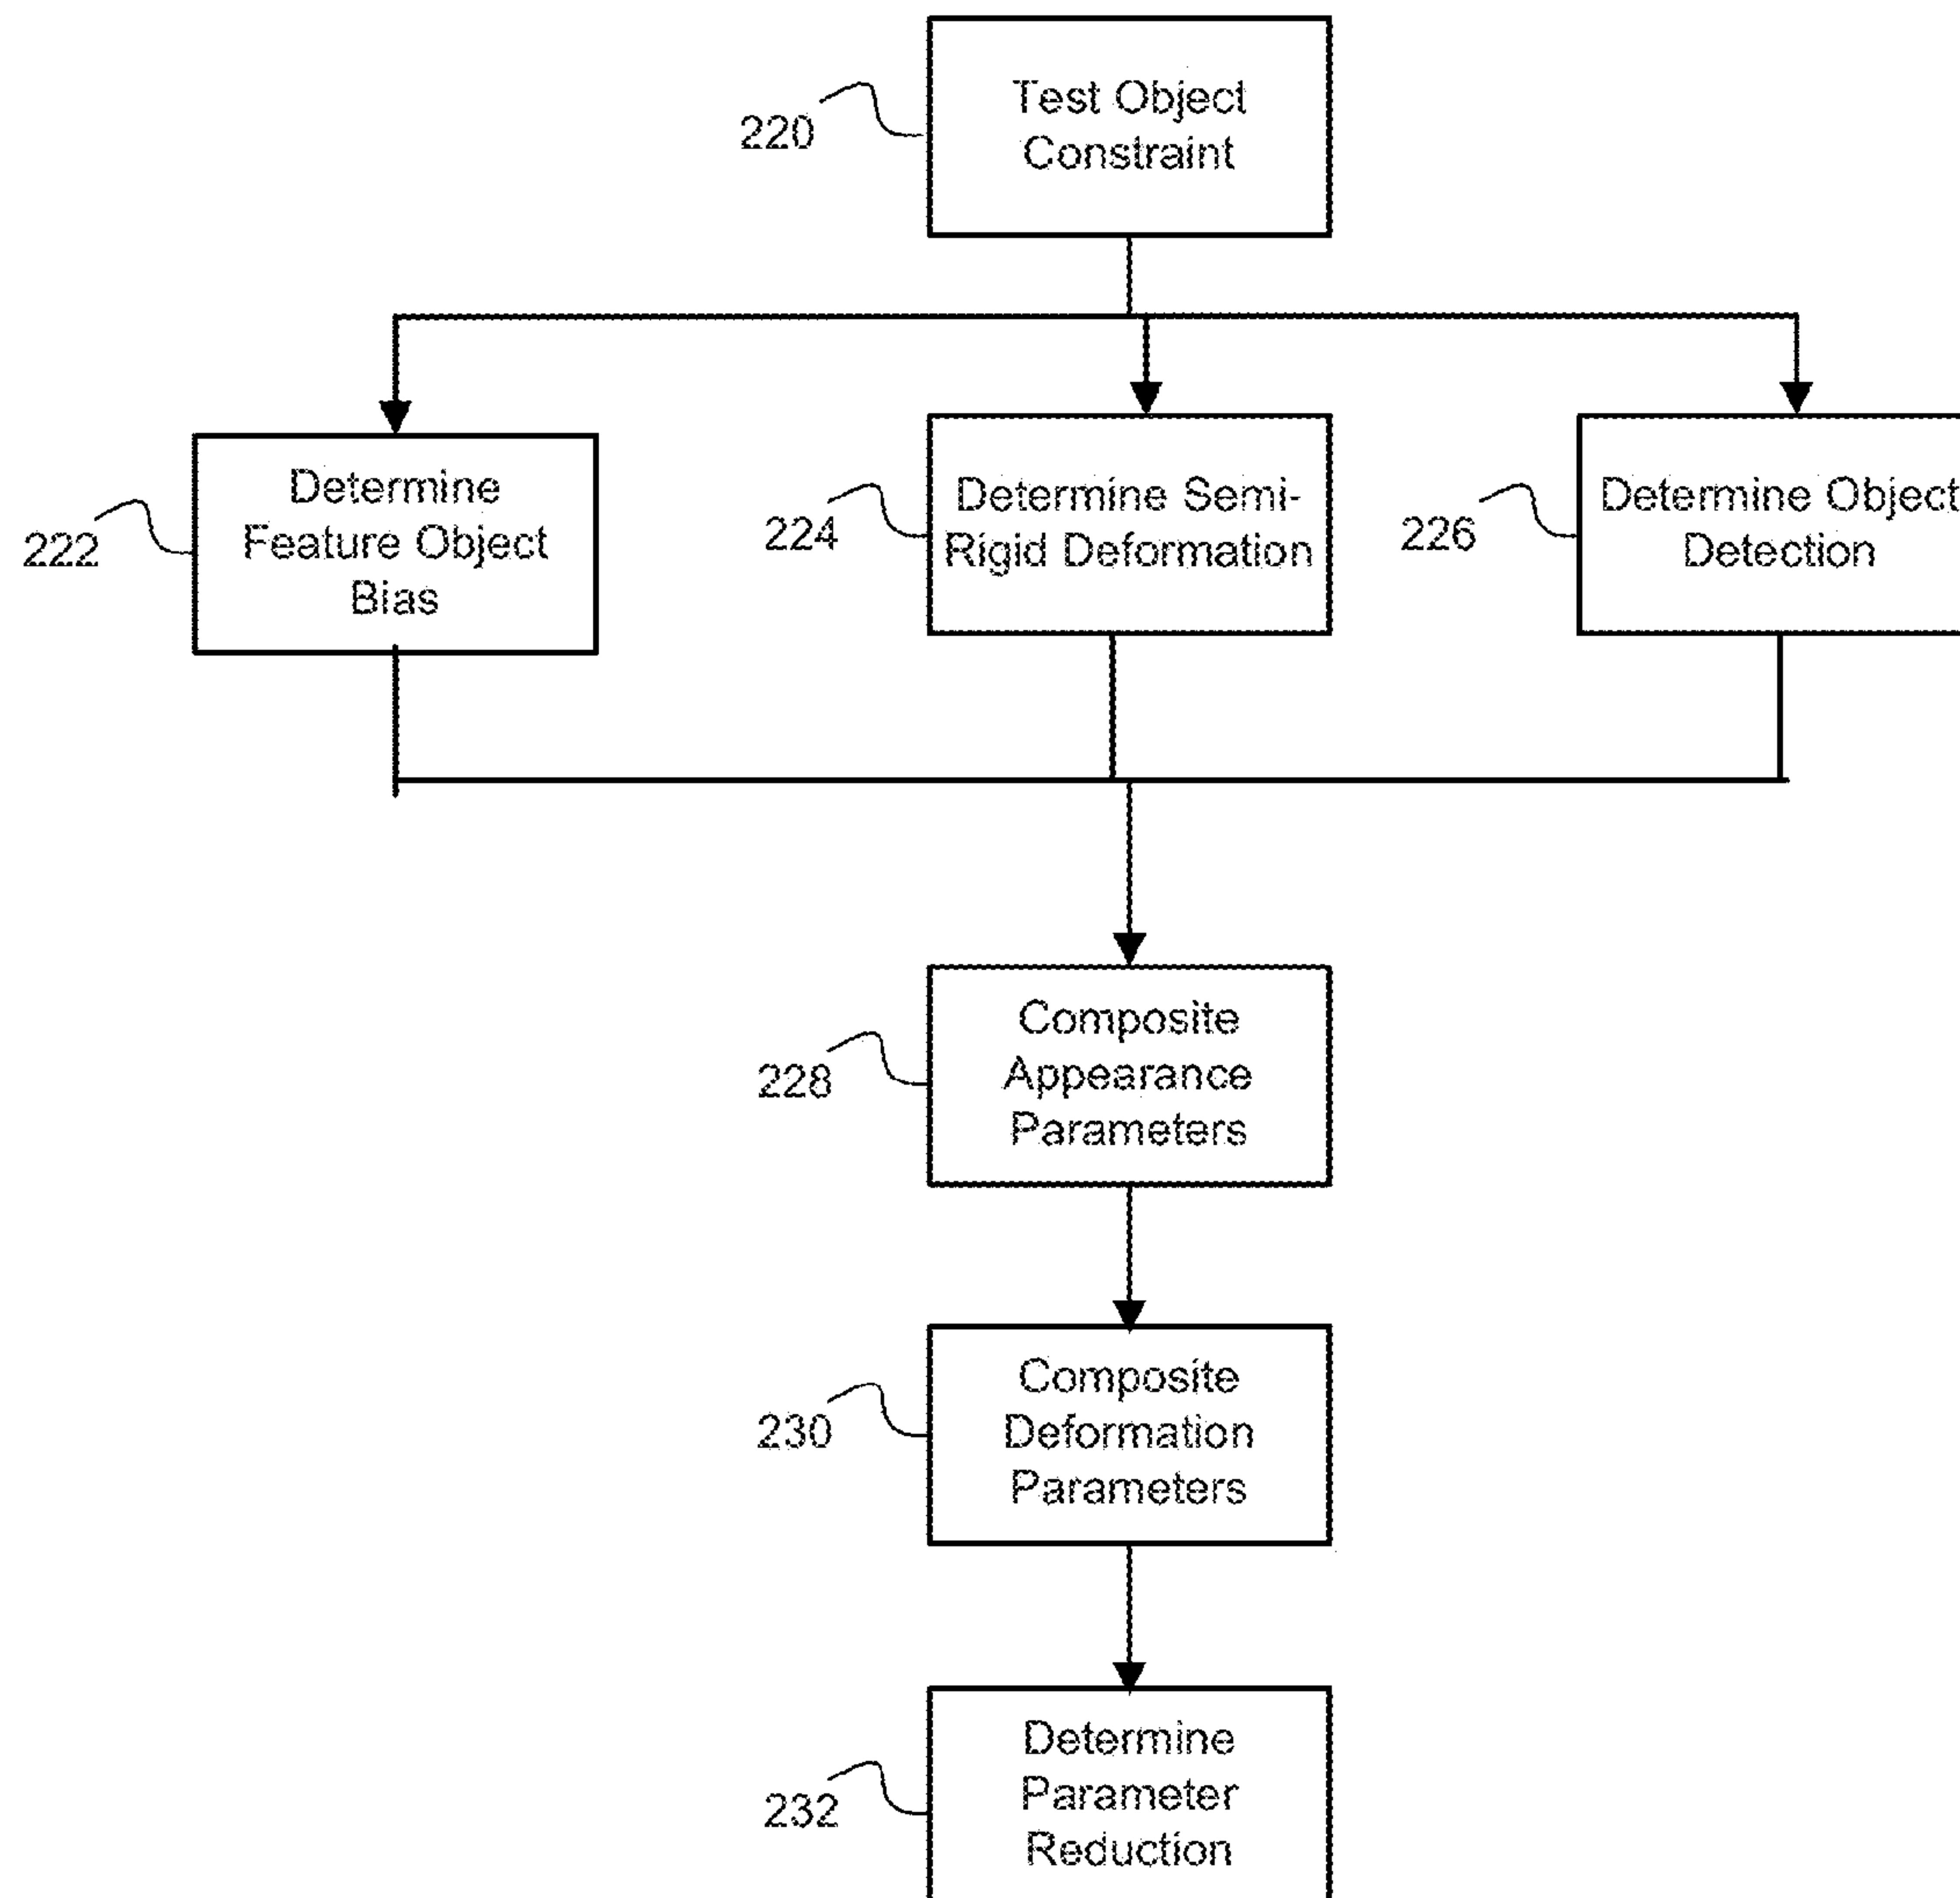 Test Object
Constraint
220
Determine
Feature Object
Bias
222
Determine Semi-
Rigid Deformation
224
Determine Object
Detection
226
Composite
Appearance
Parameters
228
Composite
Deformation
Parameters
230
Determine
Parameter
Reduction
232